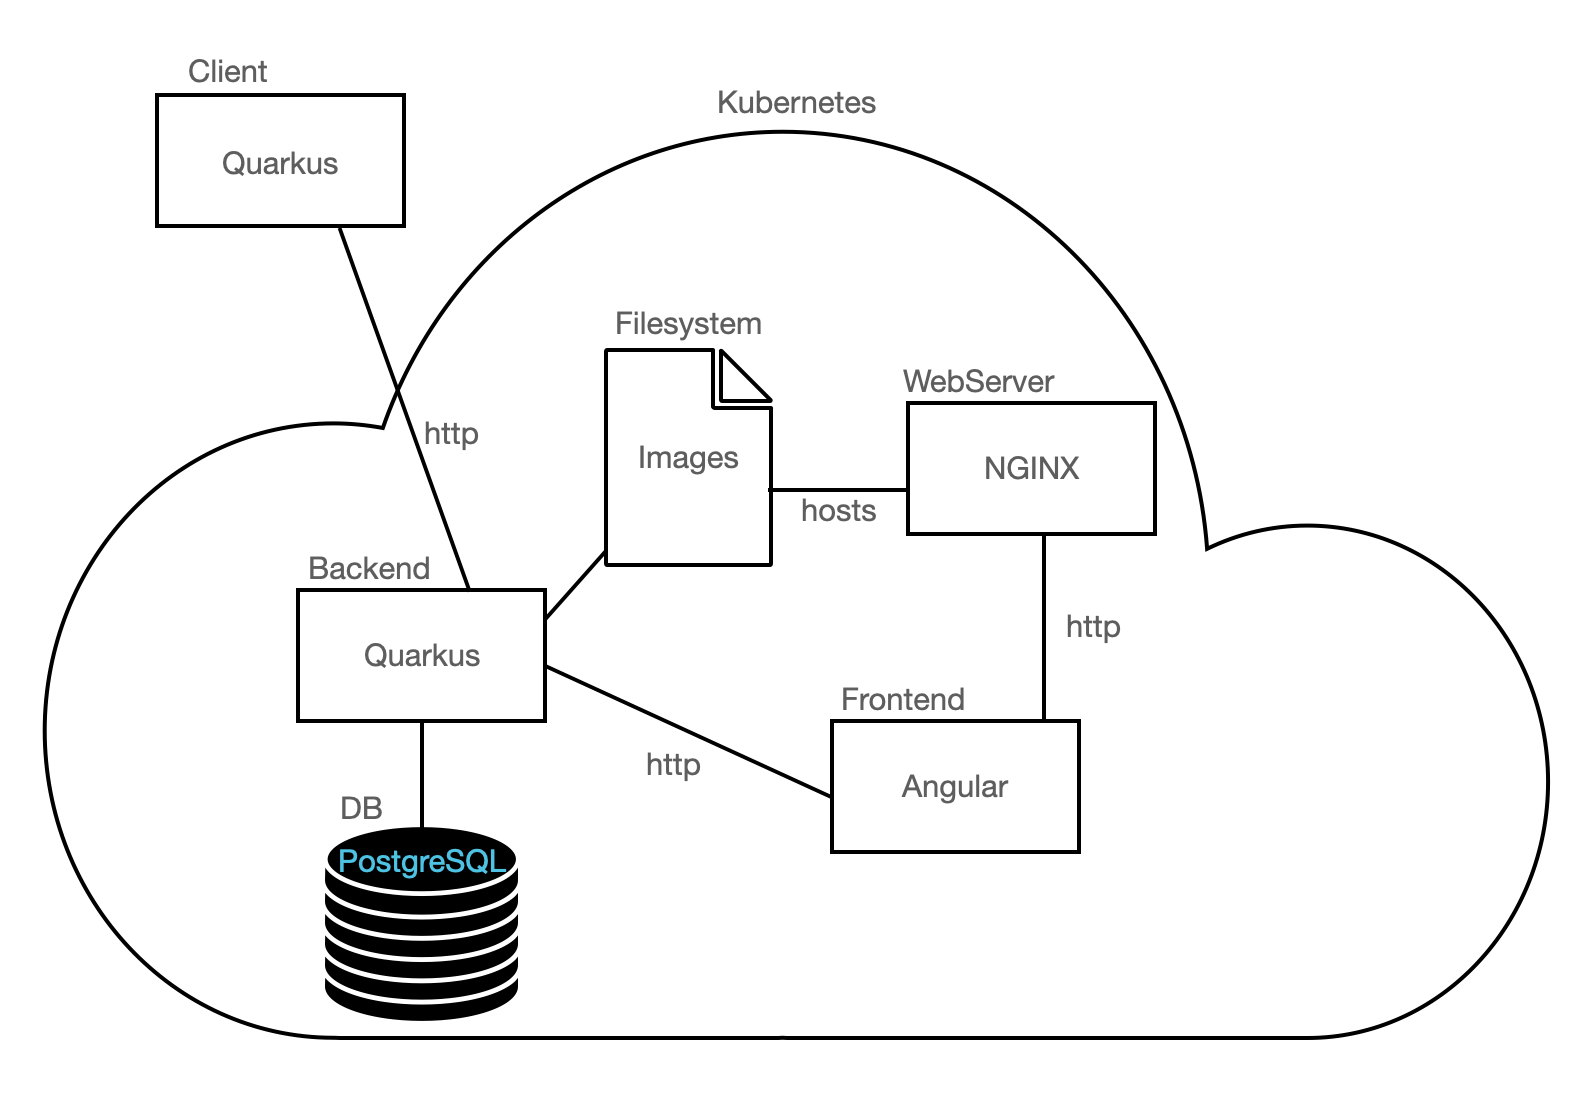 Client
Quarkus
Kubernetes
Filesystem
Images
WebServer
NGINX
hosts
http
Backend
Quarkus
http
Frontend
Angular
http
DB
PostgreSQL